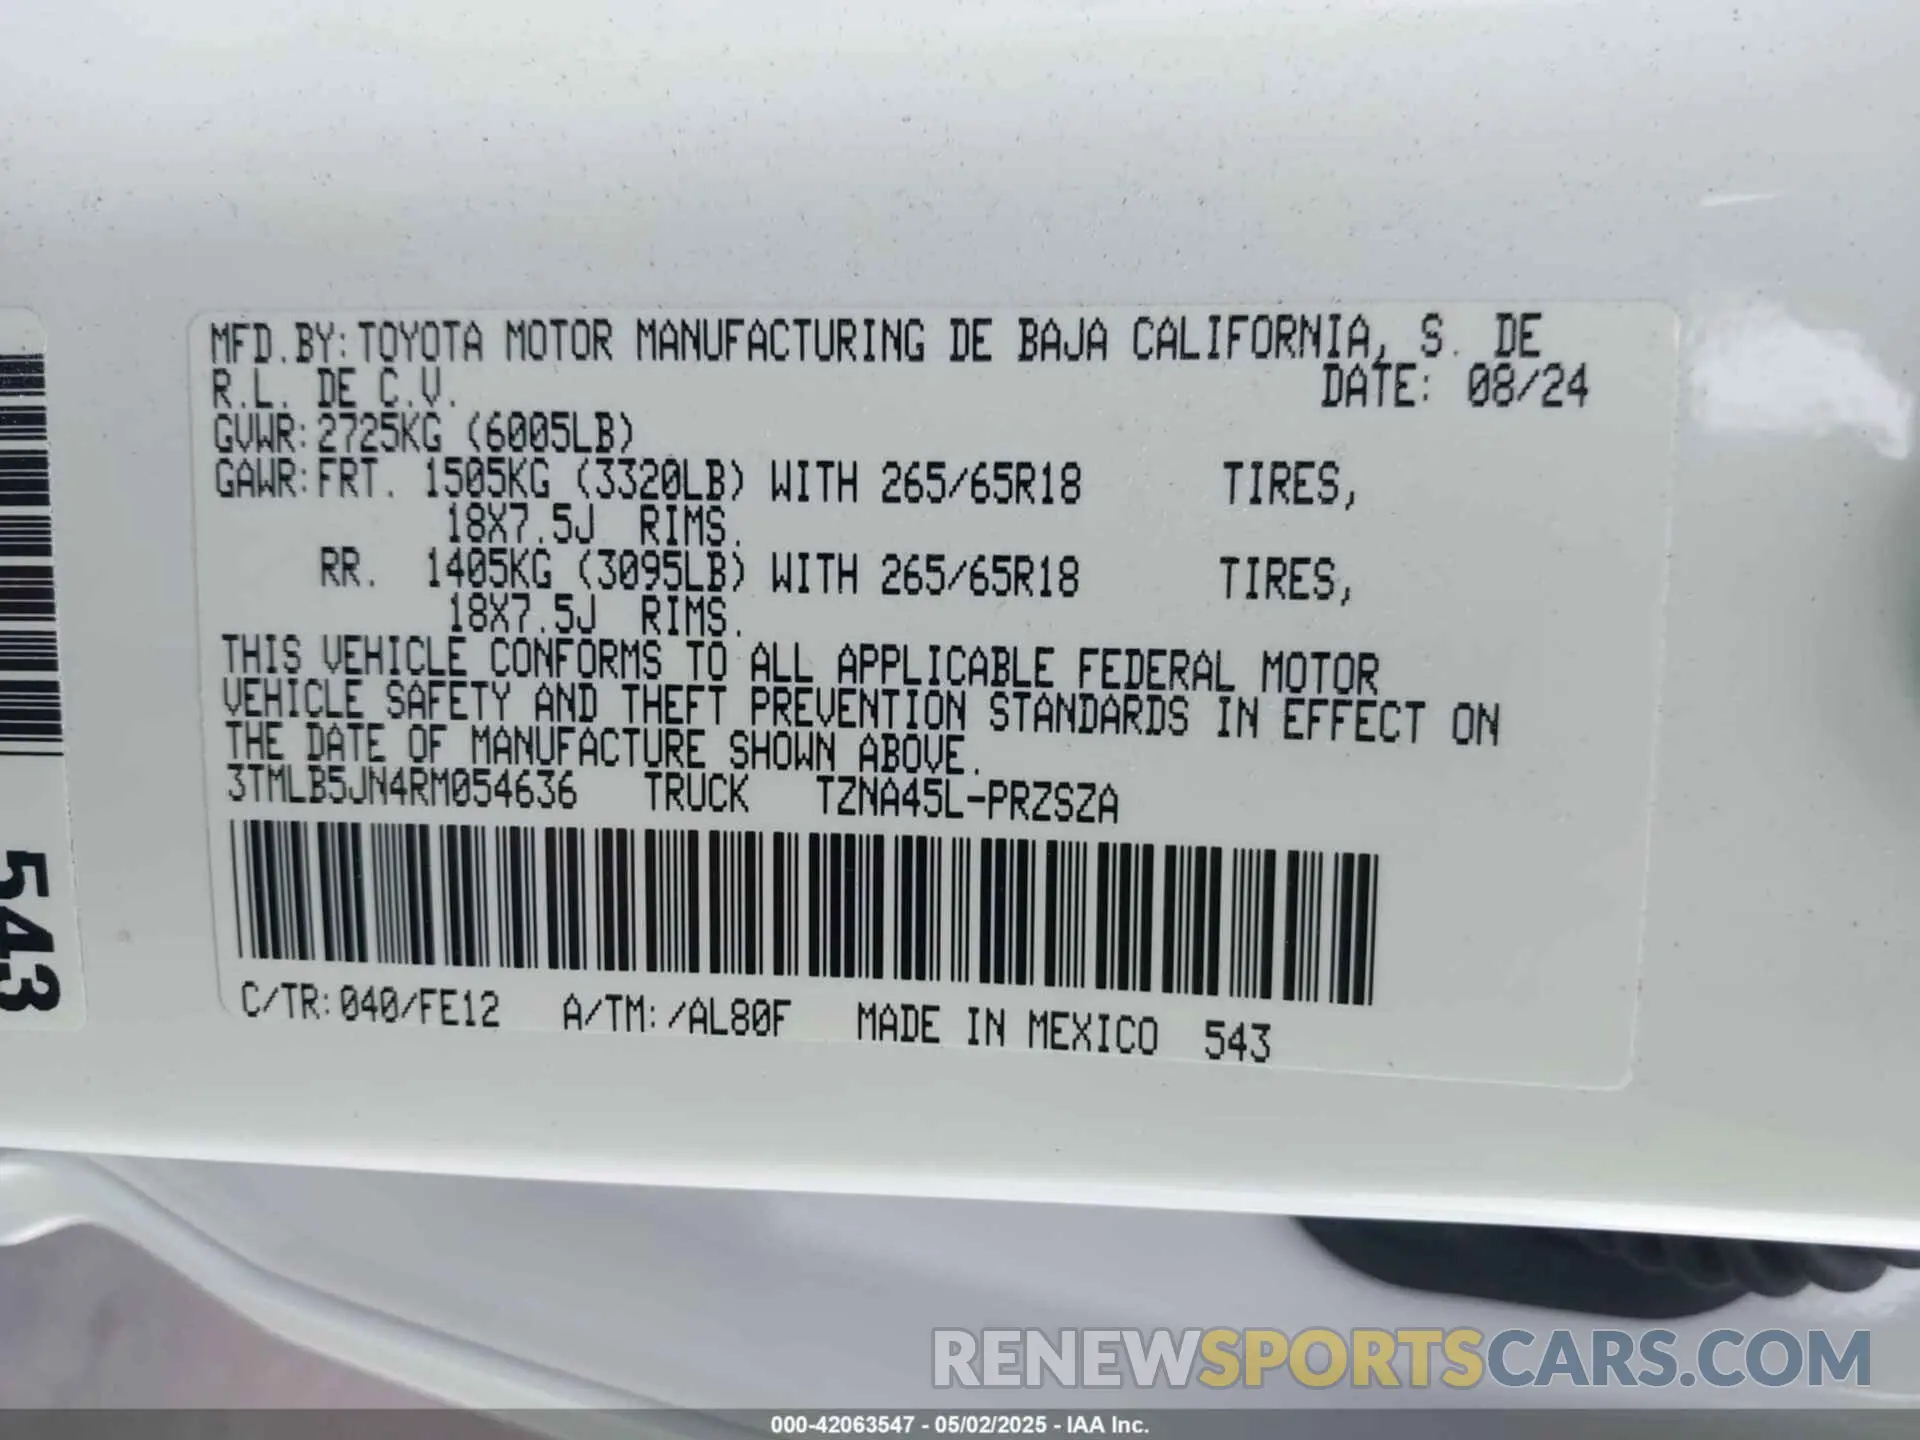 MFD.BY:TOYOTA MOTOR MANUFACTURING DE BAJA CALIFORNIA, S. DE
R.L. DE C.V. DATE: 08/24
GVWR:2725KG (6005LB)
GAWR:FRT. 1505KG (3320LB) WITH 265/65R18 TIRES,
18X7.5J RIMS.
RR. 1405KG (3095LB) WITH 265/65R18 TIRES,
18X7.5J RIMS.
THIS VEHICLE CONFORMS TO ALL APPLICABLE FEDERAL MOTOR
VEHICLE SAFETY AND THEFT PREVENTION STANDARDS IN EFFECT ON
THE DATE OF MANUFACTURE SHOWN ABOVE.
3TMLB5JN4RM054636 TRUCK TZNA45L-PRZSZA
C/TR:040/FE12 A/TM:/AL80F MADE IN MEXICO 543
543
RENEWSPORTSCARS.COM
000-42063547 - 05/02/2025 - IAA Inc.